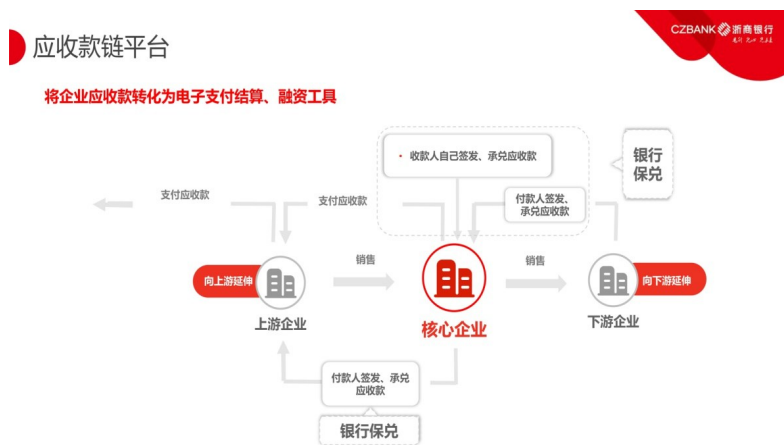 CZBANK 浙商银行
应收款链平台
将企业应收款转化为电子支付结算、融资工具
• 收款人自己签发、承兑应收款
银行
保兑
支付应收款
支付应收款
付款人签发、
承兑应收款
向上游延伸
销售
销售
向下游延伸
上游企业
核心企业
下游企业
付款人签发、承兑
应收款
银行保兑